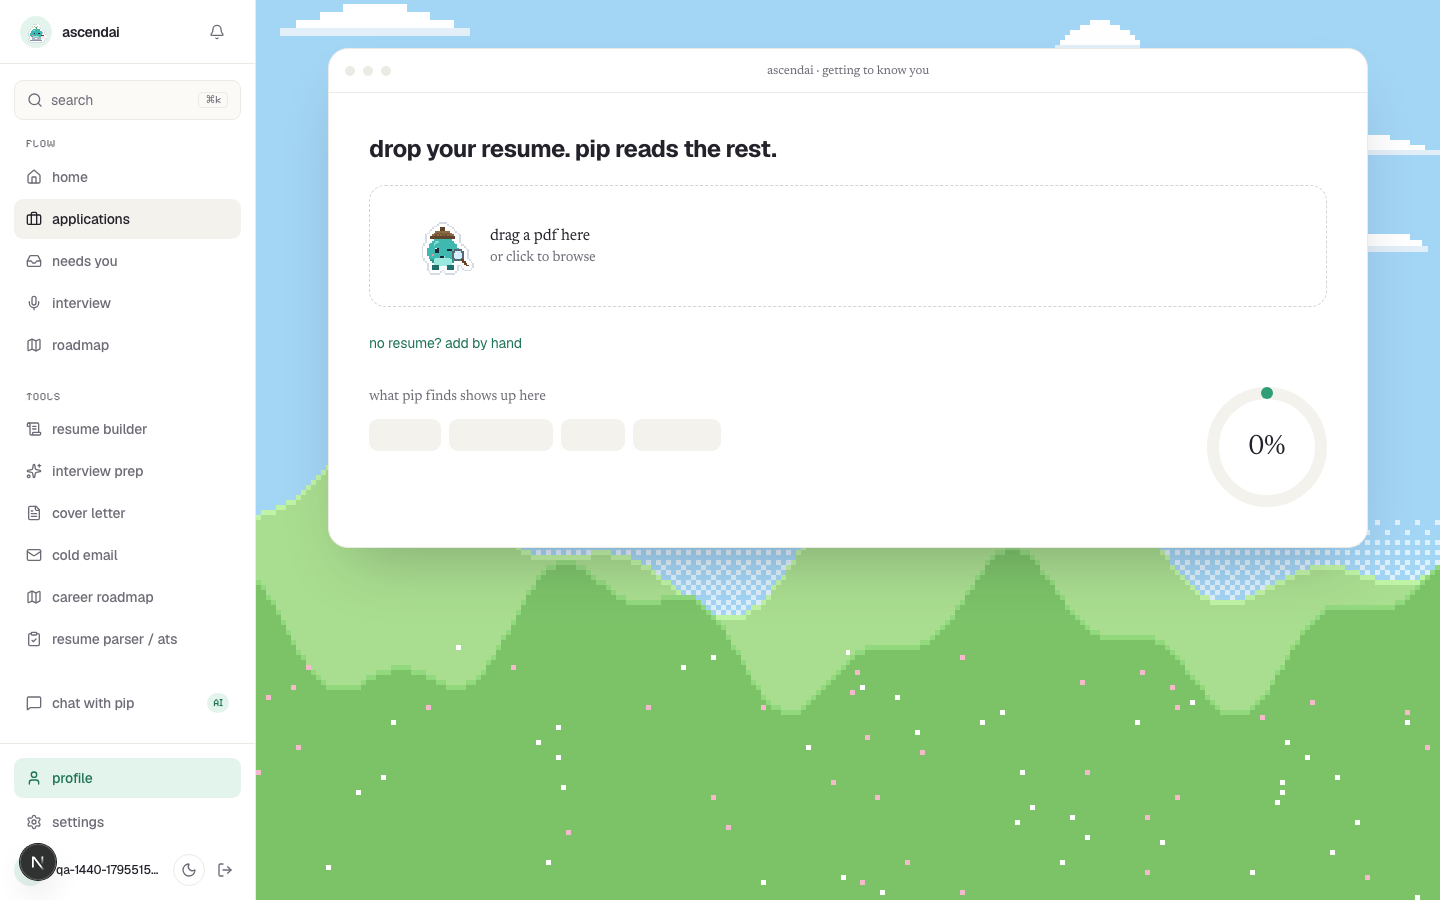 ascendai
search
⌘k
FLOW
home
applications
needs you
interview
roadmap
TOOLS
resume builder
interview prep
cover letter
cold email
career roadmap
resume parser / ats
chat with pip
AI
profile
settings
N
qa-1440-1795515...
ascendai · getting to know you
drop your resume. pip reads the rest.
drag a pdf here
or click to browse
no resume? add by hand
what pip finds shows up here
0%